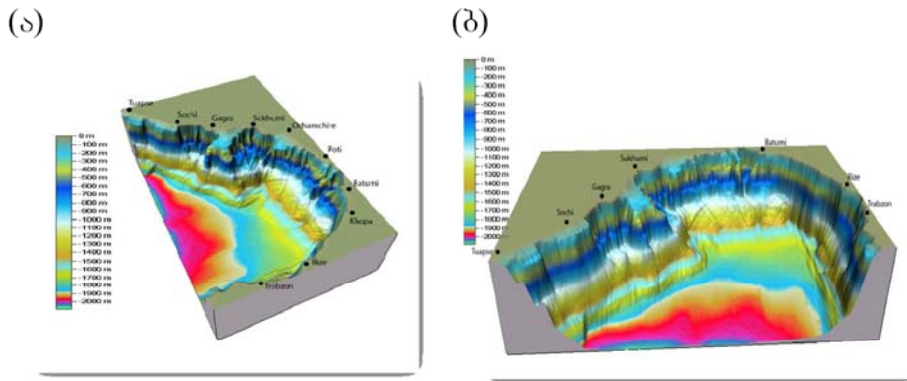 (ა)
Tuapse
Sochi
Gagra
Sukhumi
Ochamchire
Poti
Batumi
Khopa
Rize
Trabzon
0 m
-100 m
-200 m
-300 m
-400 m
-500 m
-600 m
-700 m
-800 m
-900 m
-1000 m
-1100 m
-1200 m
-1300 m
-1400 m
-1500 m
-1600 m
-1700 m
-1800 m
-1900 m
-2000 m
(ბ)
0 m
-100 m
-200 m
-300 m
-400 m
-500 m
-600 m
-700 m
-800 m
-900 m
-1000 m
-1100 m
-1200 m
-1300 m
-1400 m
-1500 m
-1600 m
-1700 m
-1800 m
-1900 m
-2000 m
Batumi
Sukhumi
Rize
Gagra
Trabzon
Sochi
Tuapse